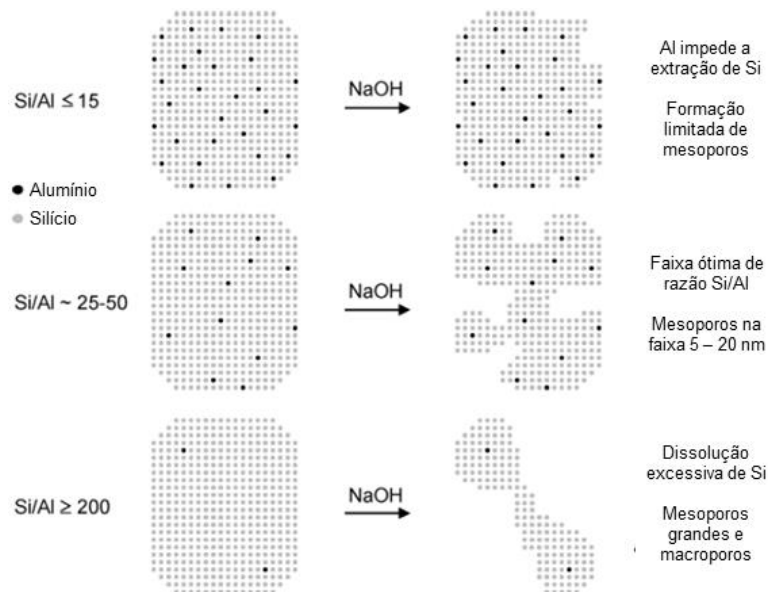 Si/Al ≤ 15
NaOH
Al impede a
extração de Si
Formação
limitada de
mesoporos
Alumínio
Silício
Si/Al ~ 25-50
NaOH
Faixa ótima de
razão Si/Al
Mesoporos na
faixa 5 – 20 nm
Si/Al ≥ 200
NaOH
Dissolução
excessiva de Si
Mesoporos
grandes e
macroporos